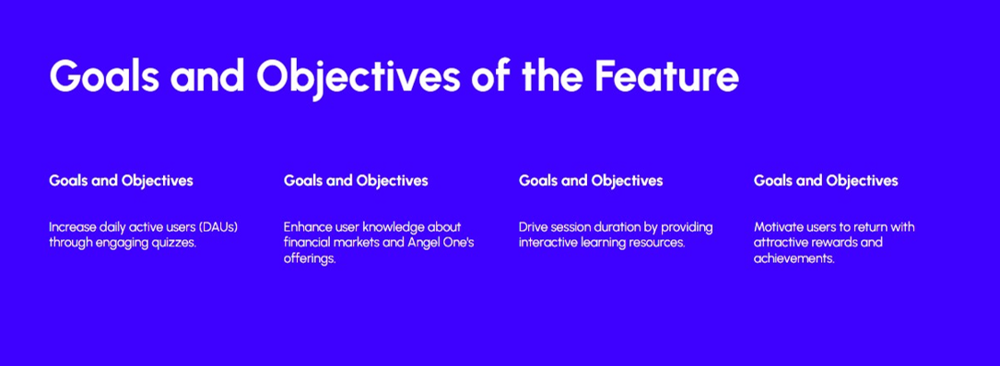 Goals and Objectives of the Feature
Goals and Objectives
Increase daily active users (DAUs)
through engaging quizzes.
Goals and Objectives
Enhance user knowledge about
financial markets and Angel One's
offerings.
Goals and Objectives
Drive session duration by providing
interactive learning resources.
Goals and Objectives
Motivate users to return with
attractive rewards and
achievements.